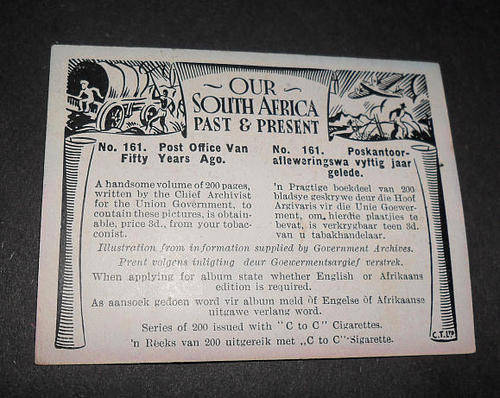 ~ OUR ~
SOUTH AFRICA
PAST & PRESENT
No. 161. Post Office Van
Fifty Years Ago.
A handsome volume of 200 pages,
written by the Chief Archivist
for the Union Government, to
contain these pictures, is obtain-
able, price 3d., from your tobac-
conist.
No. 161. Poskantoor-
alleweringswa vyftig jaar
gelede.
'n Pragtige boekdeel van 200
bladsye geskrywe deur die Hoof
Argivaris vir die Unie Goewer-
ment, om hierdie plaatjies te
bevat, is verkrygbaar teen 3d.
van u tabakhandelaar.
Illustration from information supplied by Government Archives.
Prent volgens inligting deur Goewermentsargief verstrek.
When applying for album state whether English or Afrikaans
edition is required.
As aansoek gedoen word vir album meld òf Engelse òf Afrikaanse
uitgawe verlang word.
Series of 200 issued with "C to C" Cigarettes.
'n Reeks van 200 uitgereik met „C to C" Sigarette.
C.T. LTD